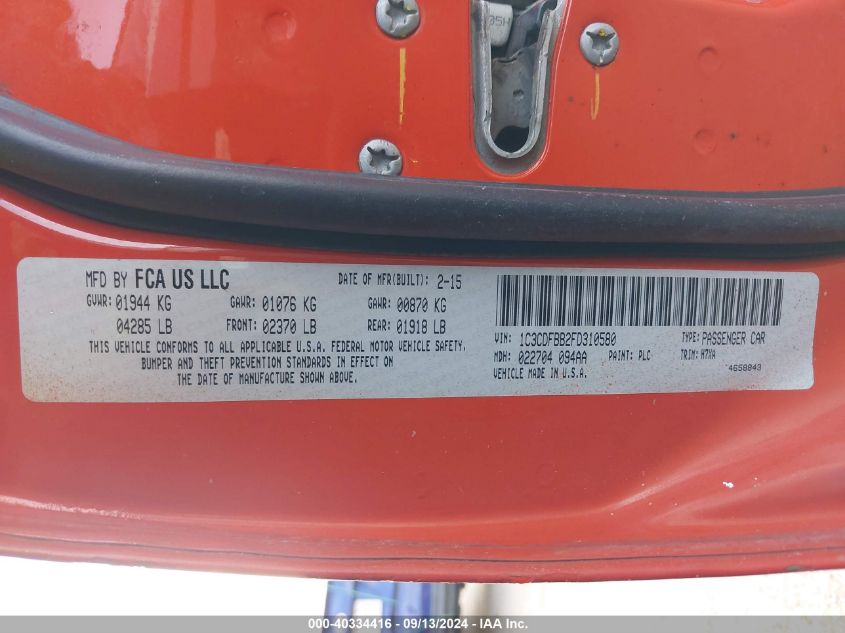 05H
MFD BY FCA US LLC
DATE OF MFR(BUILT): 2-15
GVWR: 01944 KG
GAWR: 01076 KG
GAWR: 00870 KG
04285 LB
FRONT: 02370 LB
REAR: 01918 LB
THIS VEHICLE CONFORMS TO ALL APPLICABLE U.S.A. FEDERAL MOTOR VEHICLE SAFETY,
BUMPER AND THEFT PREVENTION STANDARDS IN EFFECT ON
THE DATE OF MANUFACTURE SHOWN ABOVE.
VIN: 1C3CDFBB2FD310580
TYPE: PASSENGER CAR
MDH: 022704 094AA
PAINT: PLC
TRIM: H7XA
VEHICLE MADE IN U.S.A.
4658043
000-40334416 - 09/13/2024 - IAA Inc.